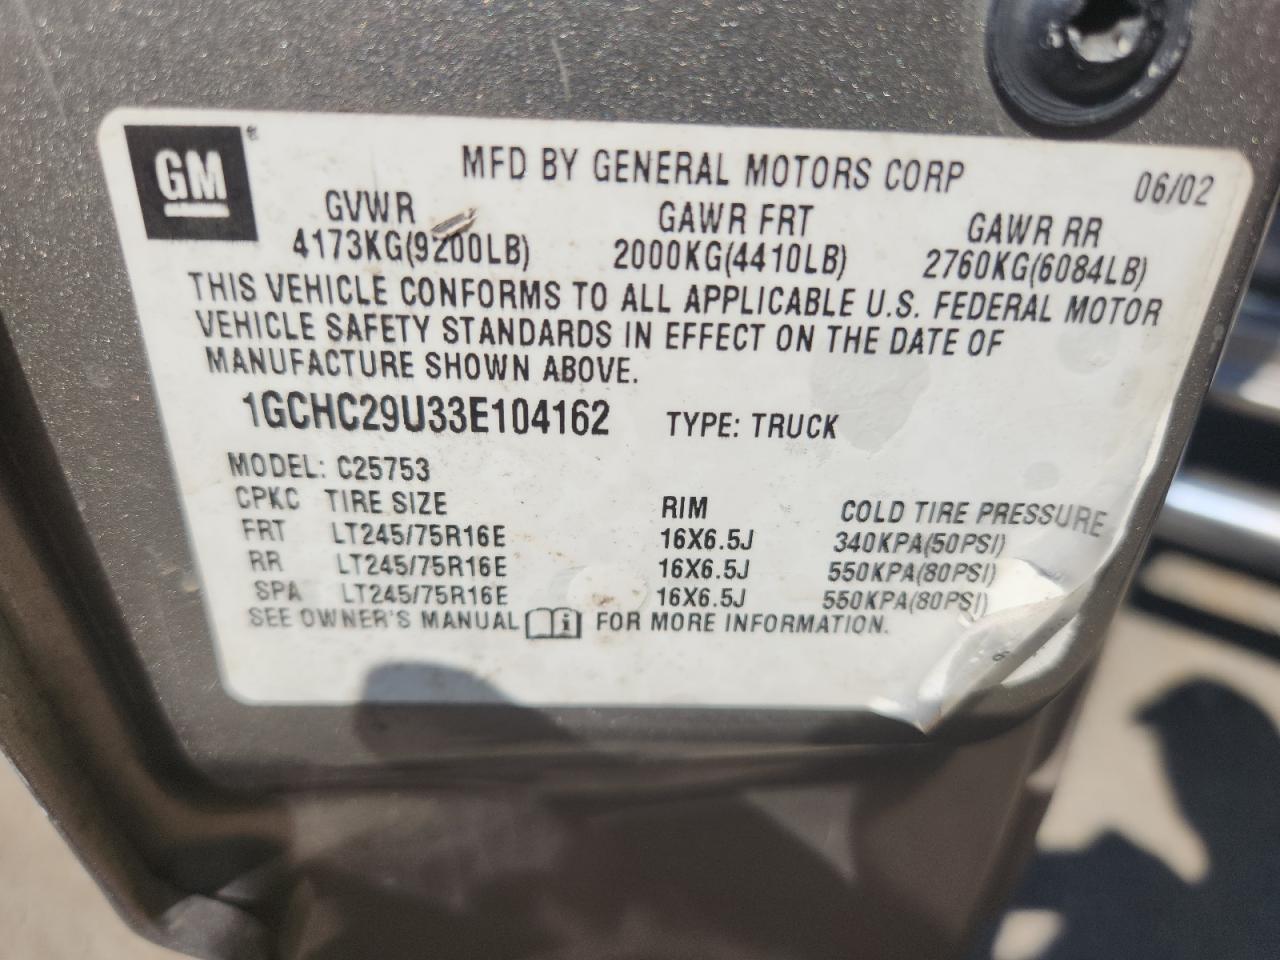 GM®
MFD BY GENERAL MOTORS CORP 06/02
GVWR GAWR FRT GAWR RR
4173KG(9200LB) 2000KG(4410LB) 2760KG(6084LB)
THIS VEHICLE CONFORMS TO ALL APPLICABLE U.S. FEDERAL MOTOR
VEHICLE SAFETY STANDARDS IN EFFECT ON THE DATE OF
MANUFACTURE SHOWN ABOVE.
1GCHC29U33E104162 TYPE: TRUCK
MODEL: C25753
CPKC TIRE SIZE RIM COLD TIRE PRESSURE
FRT LT245/75R16E 16X6.5J 340KPA(50PSI)
RR LT245/75R16E 16X6.5J 550KPA(80PSI)
SPA LT245/75R16E 16X6.5J 550KPA(80PSI)
SEE OWNER'S MANUAL FOR MORE INFORMATION.